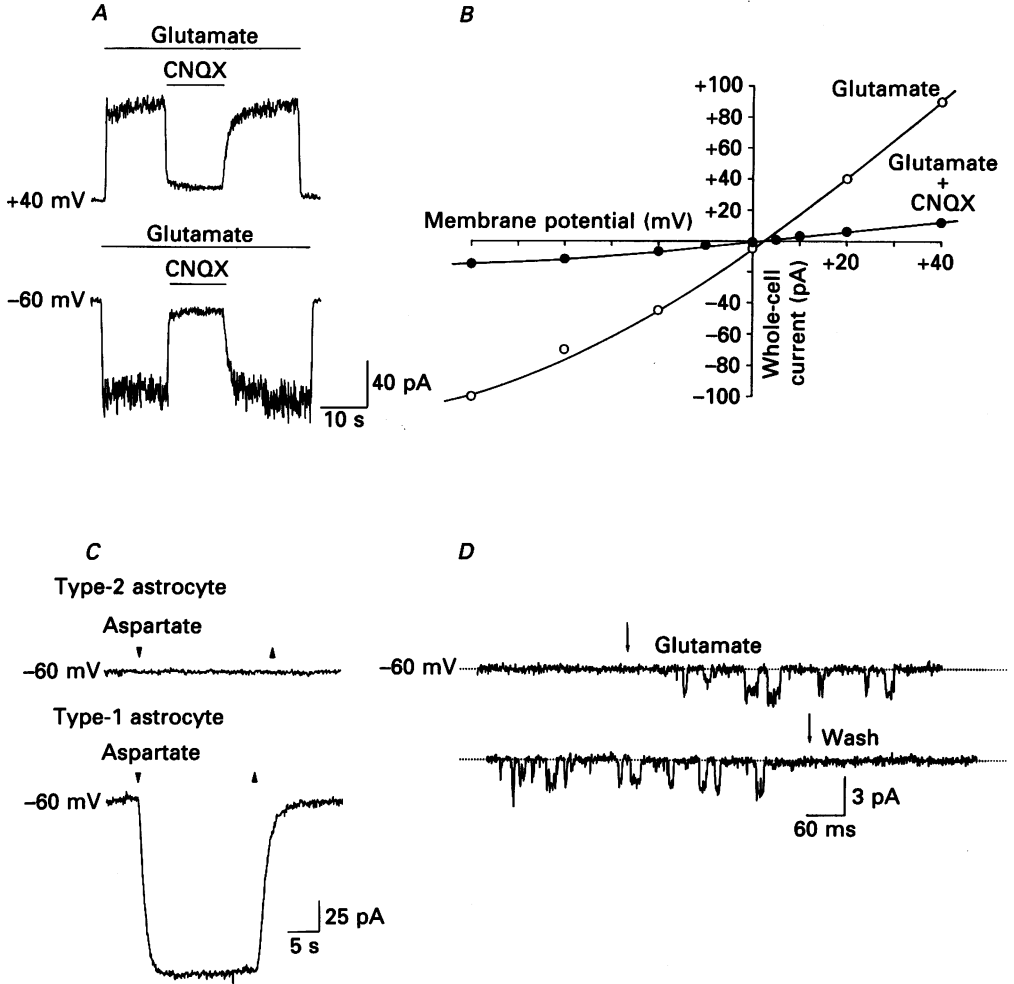 A
Glutamate
CNQX
+40 mV
Glutamate
CNQX
−60 mV
40 pA
10 s
B
+100
+80
+60
+40
+20
Glutamate
Glutamate
+
CNQX
Membrane potential (mV)
+20
+40
−40
−60
−80
−100
Whole-cell
current (pA)
C
Type-2 astrocyte
Aspartate
−60 mV
Type-1 astrocyte
Aspartate
−60 mV
25 pA
5 s
D
−60 mV
Glutamate
Wash
3 pA
60 ms